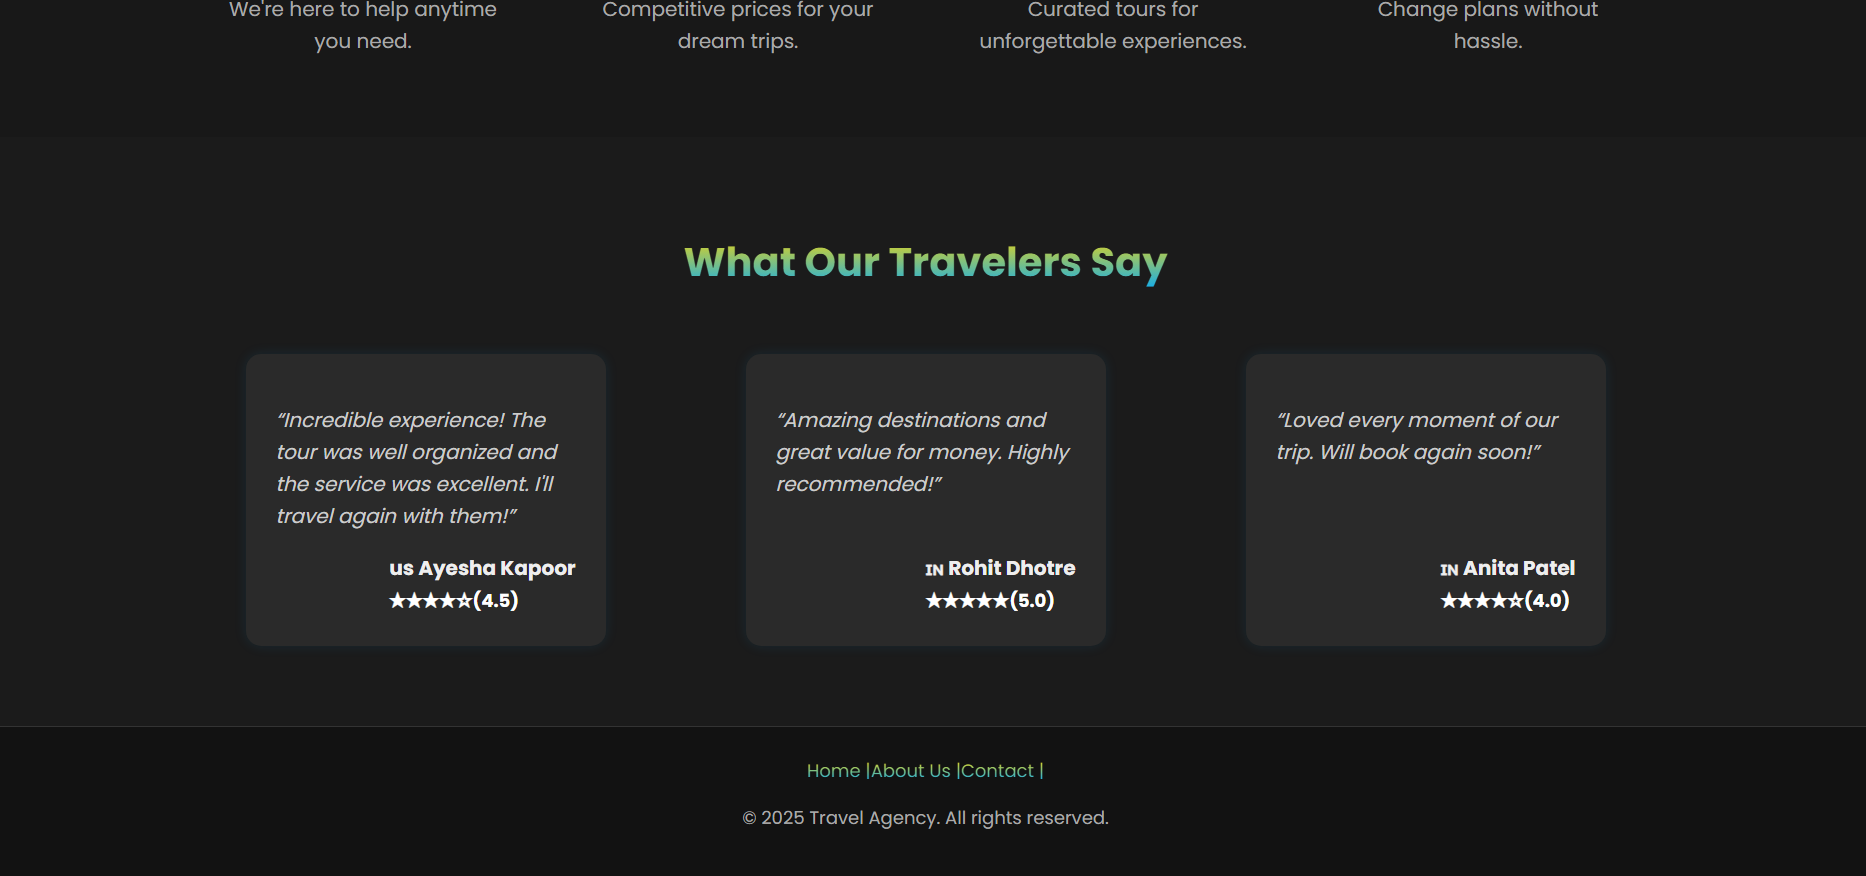 We're here to help anytime
you need.
Competitive prices for your
dream trips.
Curated tours for
unforgettable experiences.
Change plans without
hassle.
What Our Travelers Say
“Incredible experience! The
tour was well organized and
the service was excellent. I'll
travel again with them!”
us Ayesha Kapoor
★★★★☆(4.5)
“Amazing destinations and
great value for money. Highly
recommended!”
IN Rohit Dhotre
★★★★★(5.0)
“Loved every moment of our
trip. Will book again soon!”
IN Anita Patel
★★★★☆(4.0)
Home |About Us |Contact |
© 2025 Travel Agency. All rights reserved.